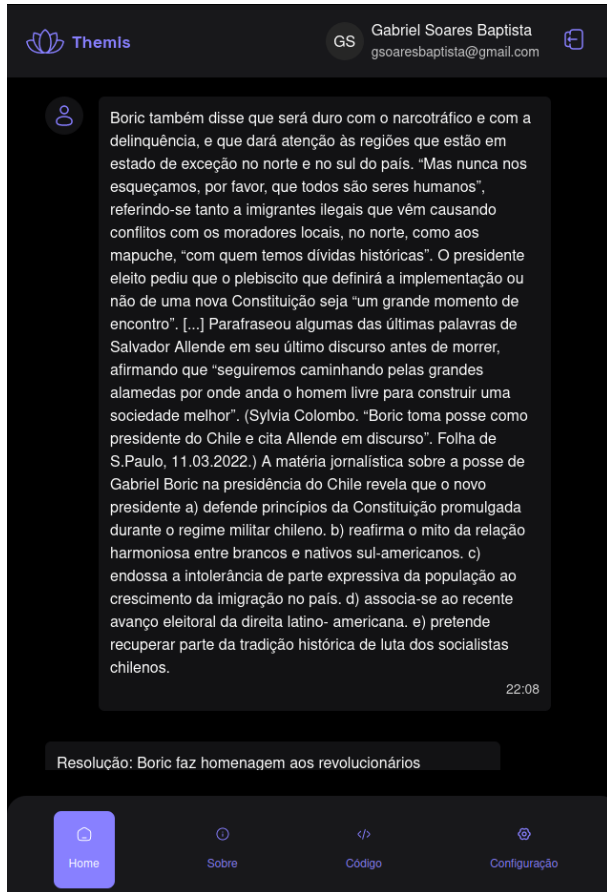 Themis
GS
Gabriel Soares Baptista
gsoaresbaptista@gmail.com
Boric também disse que será duro com o narcotráfico e com a
delinquência, e que dará atenção às regiões que estão em
estado de exceção no norte e no sul do país. “Mas nunca nos
esqueçamos, por favor, que todos são seres humanos”,
referindo-se tanto a imigrantes ilegais que vêm causando
conflitos com os moradores locais, no norte, como aos
mapuche, “com quem temos dívidas históricas”. O presidente
eleito pediu que o plebiscito que definirá a implementação ou
não de uma nova Constituição seja “um grande momento de
encontro”. [...] Parafraseou algumas das últimas palavras de
Salvador Allende em seu último discurso antes de morrer,
afirmando que “seguiremos caminhando pelas grandes
alamedas por onde anda o homem livre para construir uma
sociedade melhor”. (Sylvia Colombo. “Boric toma posse como
presidente do Chile e cita Allende em discurso”. Folha de
S.Paulo, 11.03.2022.) A matéria jornalística sobre a posse de
Gabriel Boric na presidência do Chile revela que o novo
presidente a) defende princípios da Constituição promulgada
durante o regime militar chileno. b) reafirma o mito da relação
harmoniosa entre brancos e nativos sul-americanos. c)
endossa a intolerância de parte expressiva da população ao
crescimento da imigração no país. d) associa-se ao recente
avanço eleitoral da direita latino- americana. e) pretende
recuperar parte da tradição histórica de luta dos socialistas
chilenos.
22:08
Resolução: Boric faz homenagem aos revolucionários
Home
Sobre
Código
Configuração